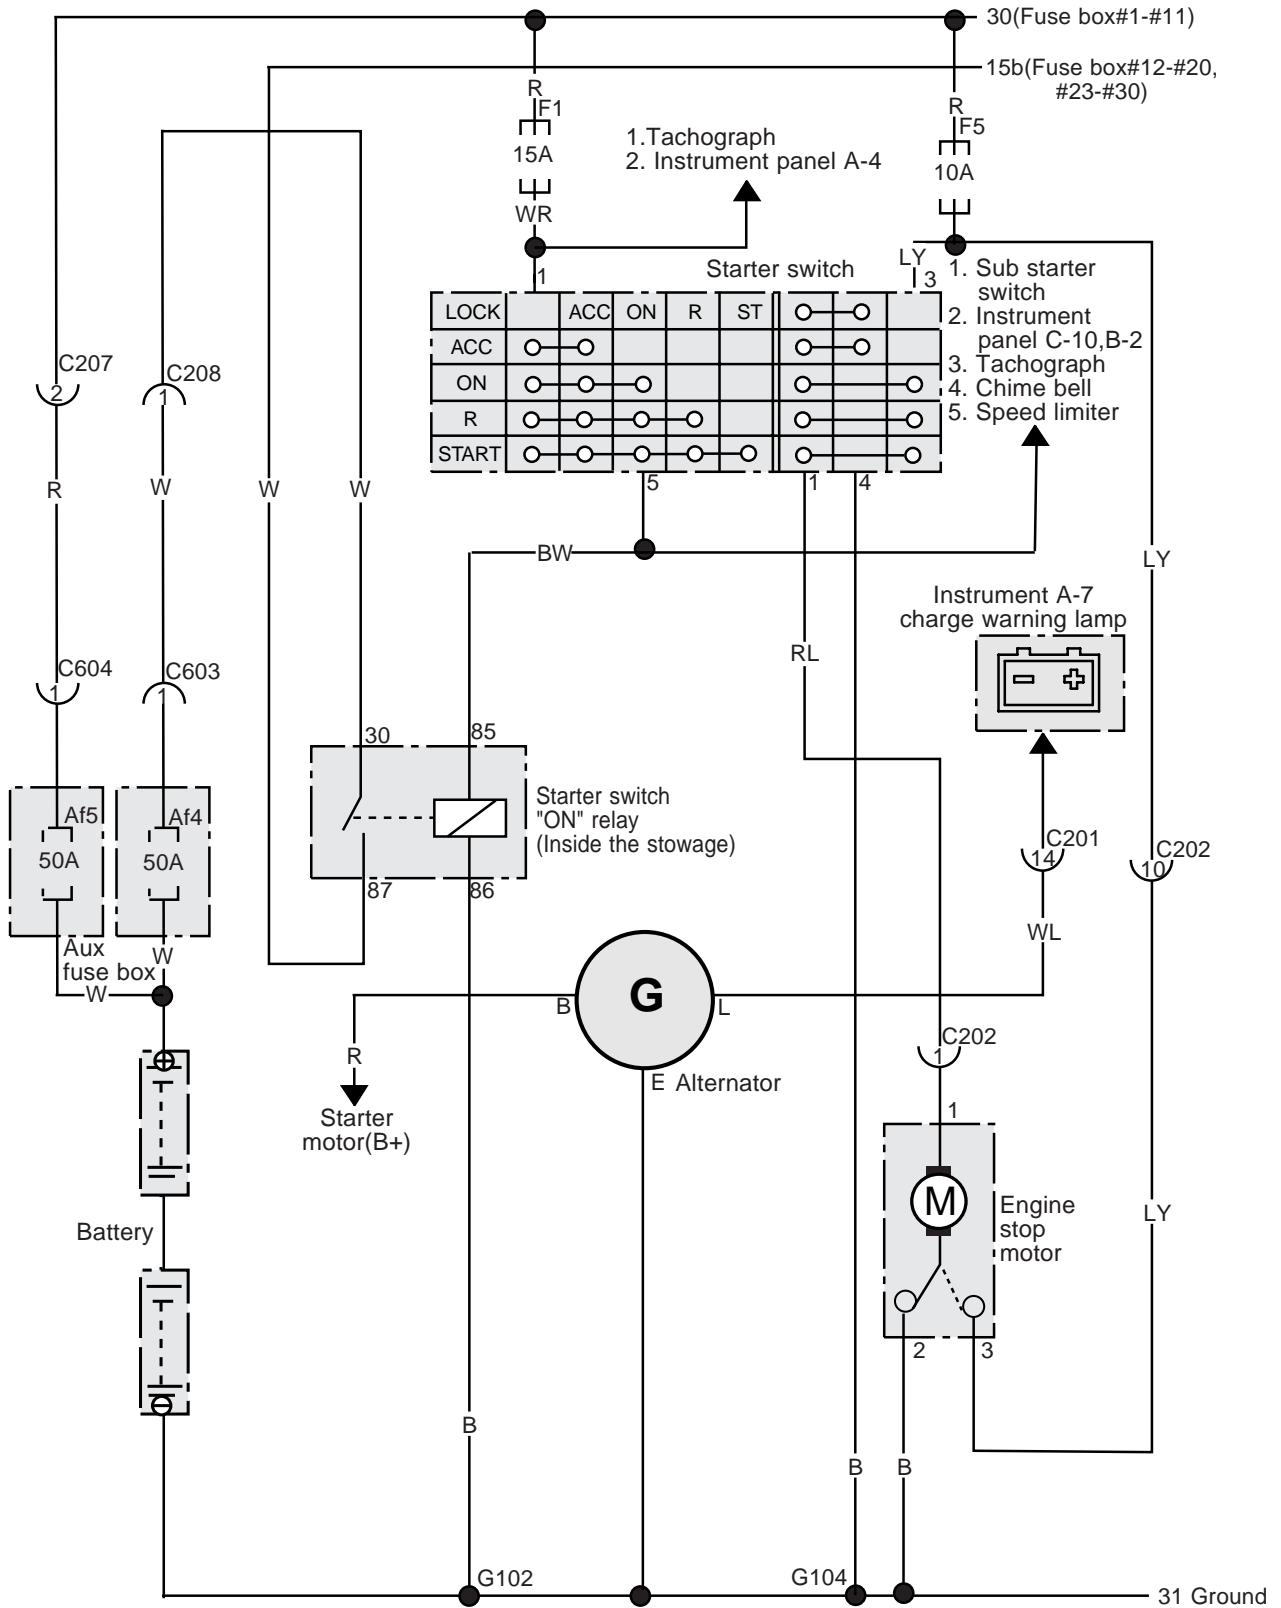 30(Fuse box#1-#11)
15b(Fuse box#12-#20,
#23-#30)
R
F1
15A
WR
1.Tachograph
2. Instrument panel A-4
R
F5
10A
LY
3
1
Starter switch
1. Sub starter
switch
2. Instrument
panel C-10,B-2
3. Tachograph
4. Chime bell
5. Speed limiter
LOCK ACC ON R ST
ACC
ON
R
START
5
1
4
C207
2
C208
1
R
W
W
W
BW
LY
RL
Instrument A-7
charge warning lamp
C604
1
C603
1
30
85
Starter switch
"ON" relay
(Inside the stowage)
87
86
Af5
50A
Af4
50A
Aux
fuse box
W
W
C201
14
C202
10
WL
G
B
L
E Alternator
R
Starter
motor(B+)
C202
1
1
M
Engine
stop
motor
2
3
LY
Battery
B
B
B
G102
G104
31 Ground